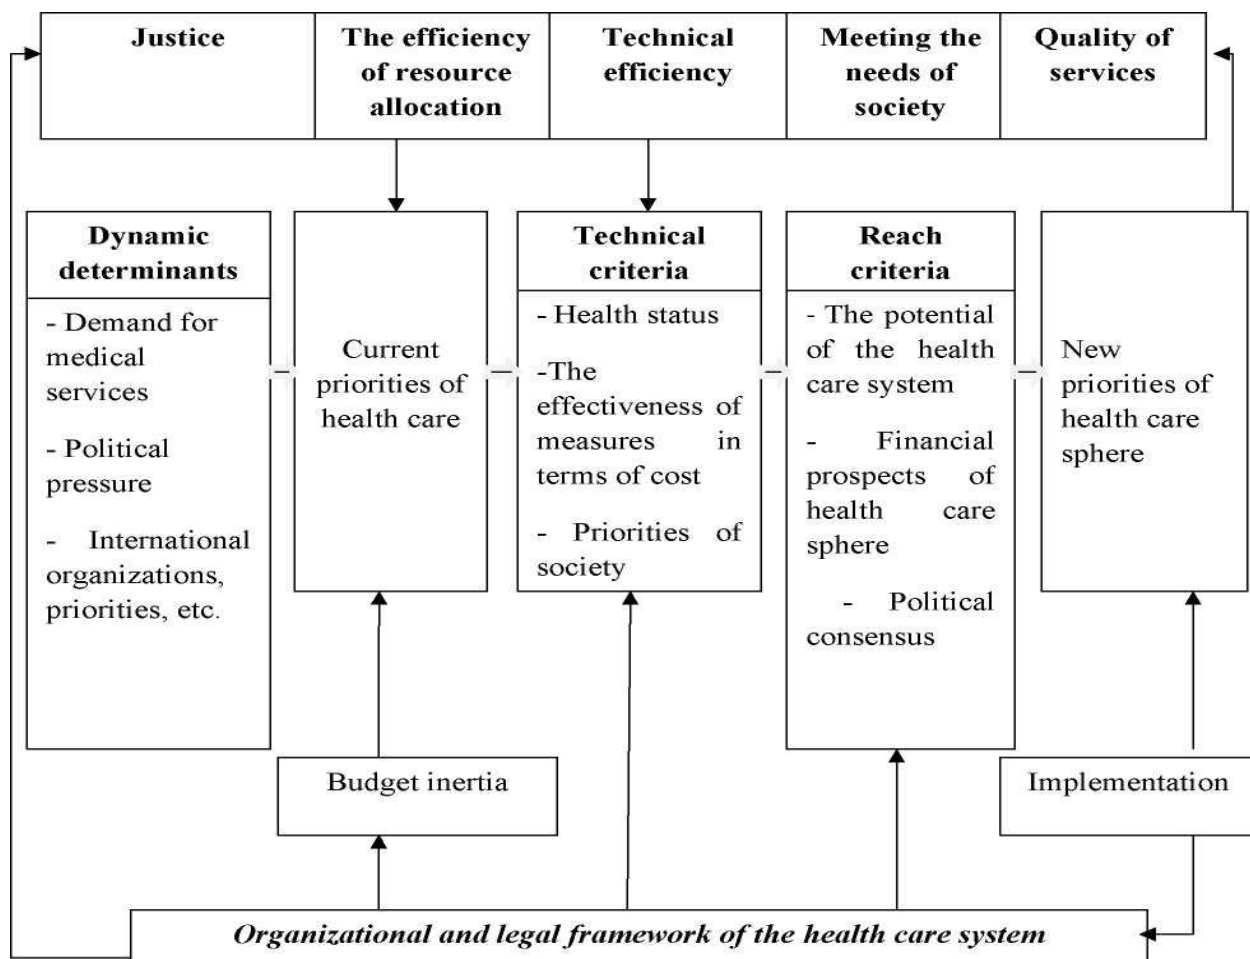 Justice
The efficiency
of resource
allocation
Technical
efficiency
Meeting the
needs of
society
Quality of
services
Dynamic
determinants
- Demand for
medical
services
- Political
pressure
- International
organizations,
priorities, etc.
Current
priorities of
health care
Technical
criteria
- Health status
-The
effectiveness of
measures in
terms of cost
- Priorities of
society
Reach
criteria
- The potential
of the health
care system
- Financial
prospects of
health care
sphere
- Political
consensus
New
priorities of
health care
sphere
Budget inertia
Implementation
Organizational and legal framework of the health care system